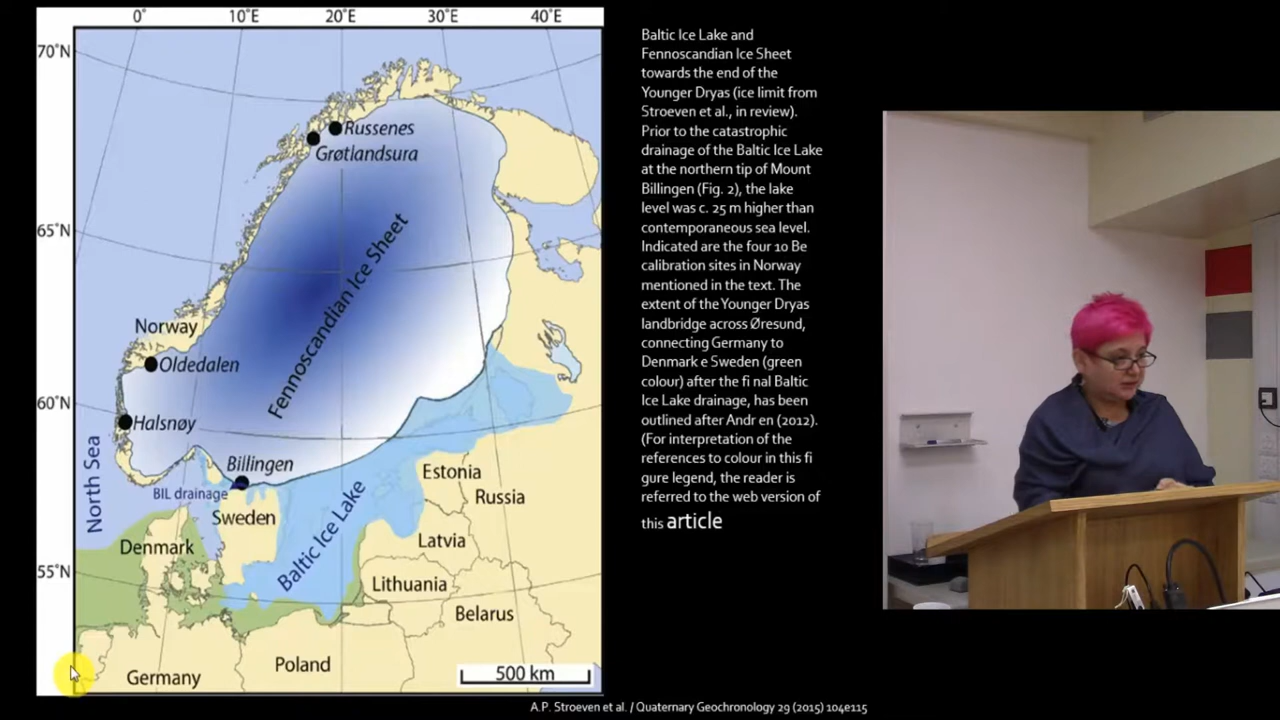 0°
10°E
20°E
30°E
40°E
70°N
65°N
60°N
55°N
Russenes
Grøtlandsura
Fennoscandian Ice Sheet
Norway
Oldedalen
Halsnøy
North Sea
Billingen
BIL drainage
Sweden
Denmark
Baltic Ice Lake
Estonia
Russia
Latvia
Lithuania
Belarus
Poland
Germany
500 km
Baltic Ice Lake and
Fennoscandian Ice Sheet
towards the end of the
Younger Dryas (ice limit from
Stroeven et al., in review).
Prior to the catastrophic
drainage of the Baltic Ice Lake
at the northern tip of Mount
Billingen (Fig. 2), the lake
level was c. 25 m higher than
contemporaneous sea level.
Indicated are the four 10 Be
calibration sites in Norway
mentioned in the text. The
extent of the Younger Dryas
landbridge across Øresund,
connecting Germany to
Denmark e Sweden (green
colour) after the fi nal Baltic
Ice Lake drainage, has been
outlined after Andr en (2012).
(For interpretation of the
references to colour in this fi
gure legend, the reader is
referred to the web version of
this article
A.P. Stroeven et al. / Quaternary Geochronology 29 (2015) 104e115